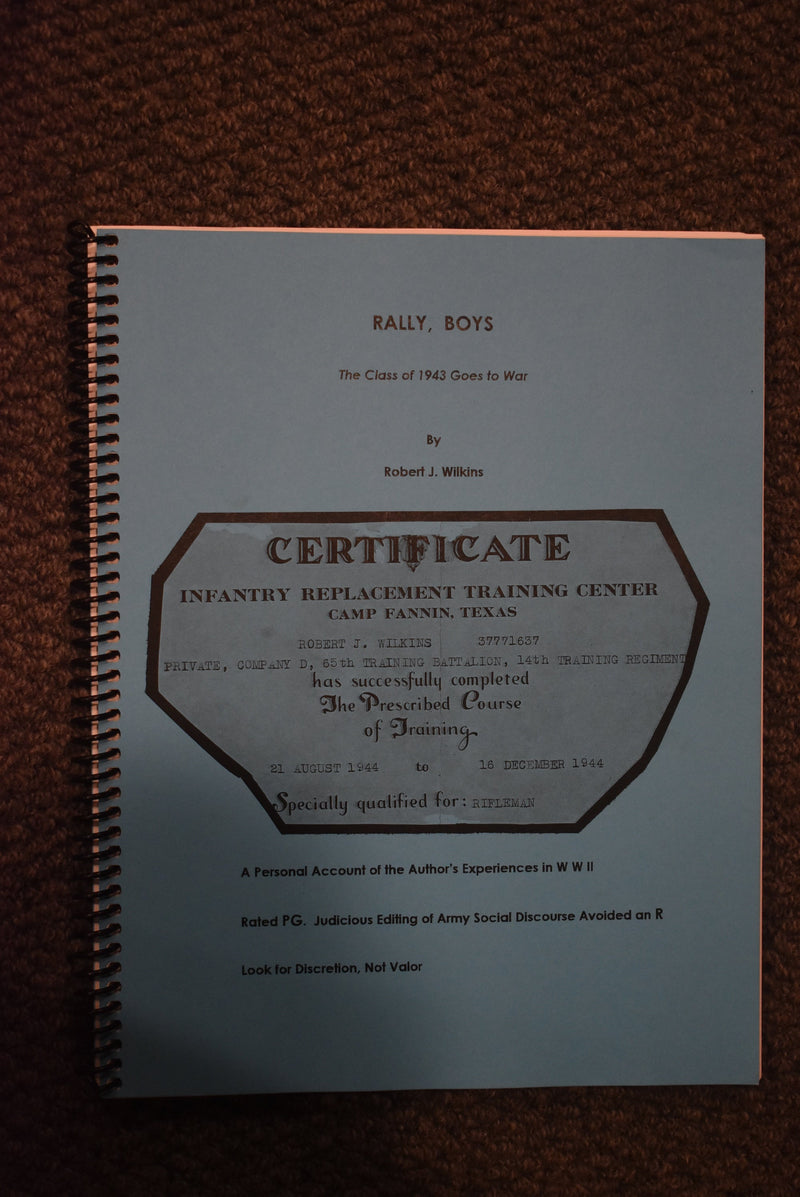 RALLY, BOYS
The Class of 1943 Goes to War
By
Robert J. Wilkins
CERTIFICATE
INFANTRY REPLACEMENT TRAINING CENTER
CAMP FANNIN, TEXAS
ROBERT J. WILKINS 37771637
PRIVATE, COMPANY D, 65th TRAINING BATTALION, 14th TRAINING REGIMENT
has successfully completed
The Prescribed Course
of Training
21 AUGUST 1944 to 16 DECEMBER 1944
Specially qualified for: RIFLEMAN
A Personal Account of the Author's Experiences in W W II
Rated PG. Judicious Editing of Army Social Discourse Avoided an R
Look for Discretion, Not Valor